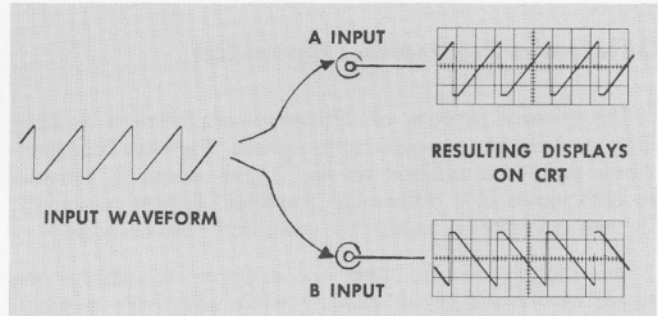 A INPUT
INPUT WAVEFORM
RESULTING DISPLAYS
ON CRT
B INPUT